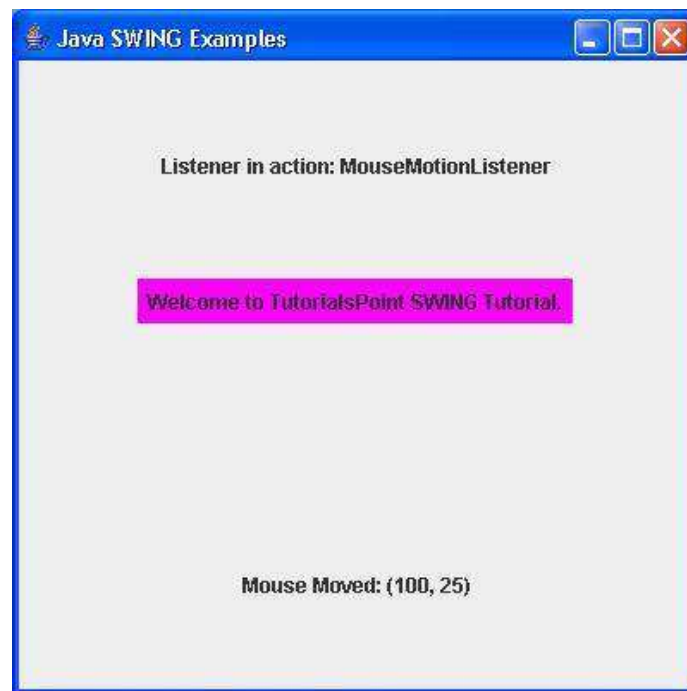 Java SWING Examples
Listener in action: MouseMotionListener
Welcome to TutorialsPoint SWING Tutorial.
Mouse Moved: (100, 25)